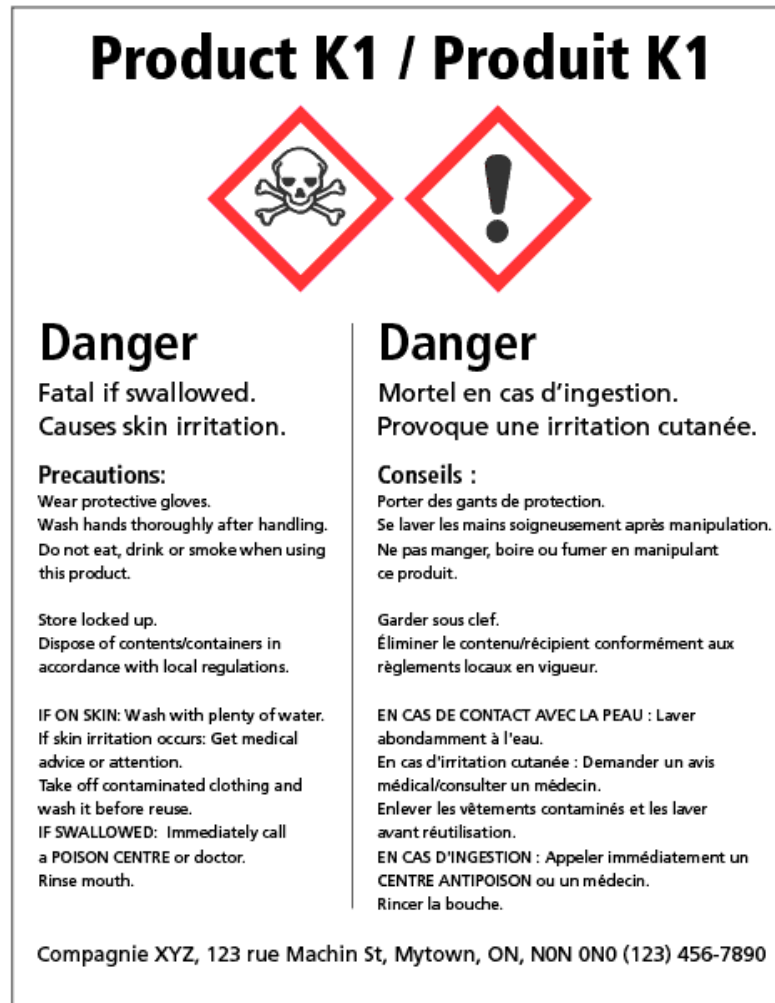 Product K1 / Produit K1
Danger
Fatal if swallowed.
Causes skin irritation.
Precautions:
Wear protective gloves.
Wash hands thoroughly after handling.
Do not eat, drink or smoke when using
this product.
Store locked up.
Dispose of contents/containers in
accordance with local regulations.
IF ON SKIN: Wash with plenty of water.
If skin irritation occurs: Get medical
advice or attention.
Take off contaminated clothing and
wash it before reuse.
IF SWALLOWED: Immediately call
a POISON CENTRE or doctor.
Rinse mouth.
Danger
Mortel en cas d’ingestion.
Provoque une irritation cutanée.
Conseils :
Porter des gants de protection.
Se laver les mains soigneusement après manipulation.
Ne pas manger, boire ou fumer en manipulant
ce produit.
Garder sous clef.
Éliminer le contenu/récipient conformément aux
règlements locaux en vigueur.
EN CAS DE CONTACT AVEC LA PEAU : Laver
abondamment à l'eau.
En cas d'irritation cutanée : Demander un avis
médical/consulter un médecin.
Enlever les vêtements contaminés et les laver
avant réutilisation.
EN CAS D'INGESTION : Appeler immédiatement un
CENTRE ANTIPOISON ou un médecin.
Rincer la bouche.
Compagnie XYZ, 123 rue Machin St, Mytown, ON, N0N 0N0 (123) 456-7890